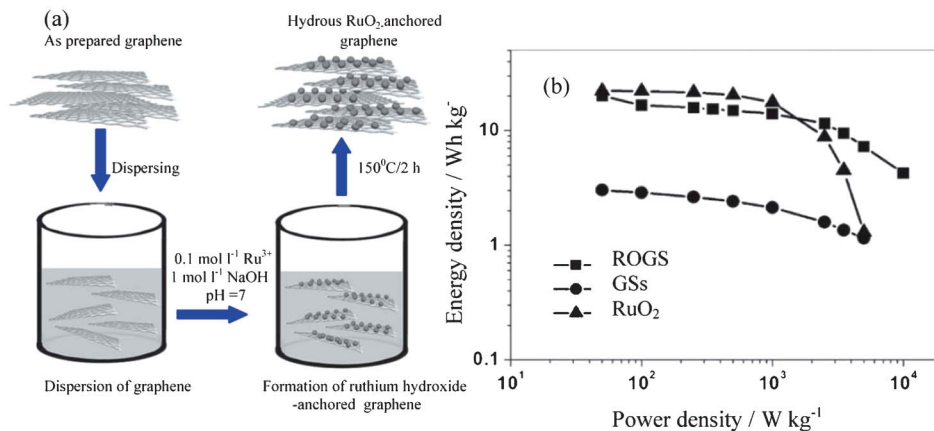 (a)
As prepared graphene
Hydrous RuO₂.anchored
graphene
Dispersing
150⁰C/2 h
0.1 mol l⁻¹ Ru³⁺
1 mol l⁻¹ NaOH
pH =7
Dispersion of graphene
Formation of ruthium hydroxide
-anchored graphene
(b)
Energy density / Wh kg⁻
10
1
0.1
ROGS
GSs
RuO₂
10¹ 10² 10³ 10⁴
Power density / W kg⁻¹